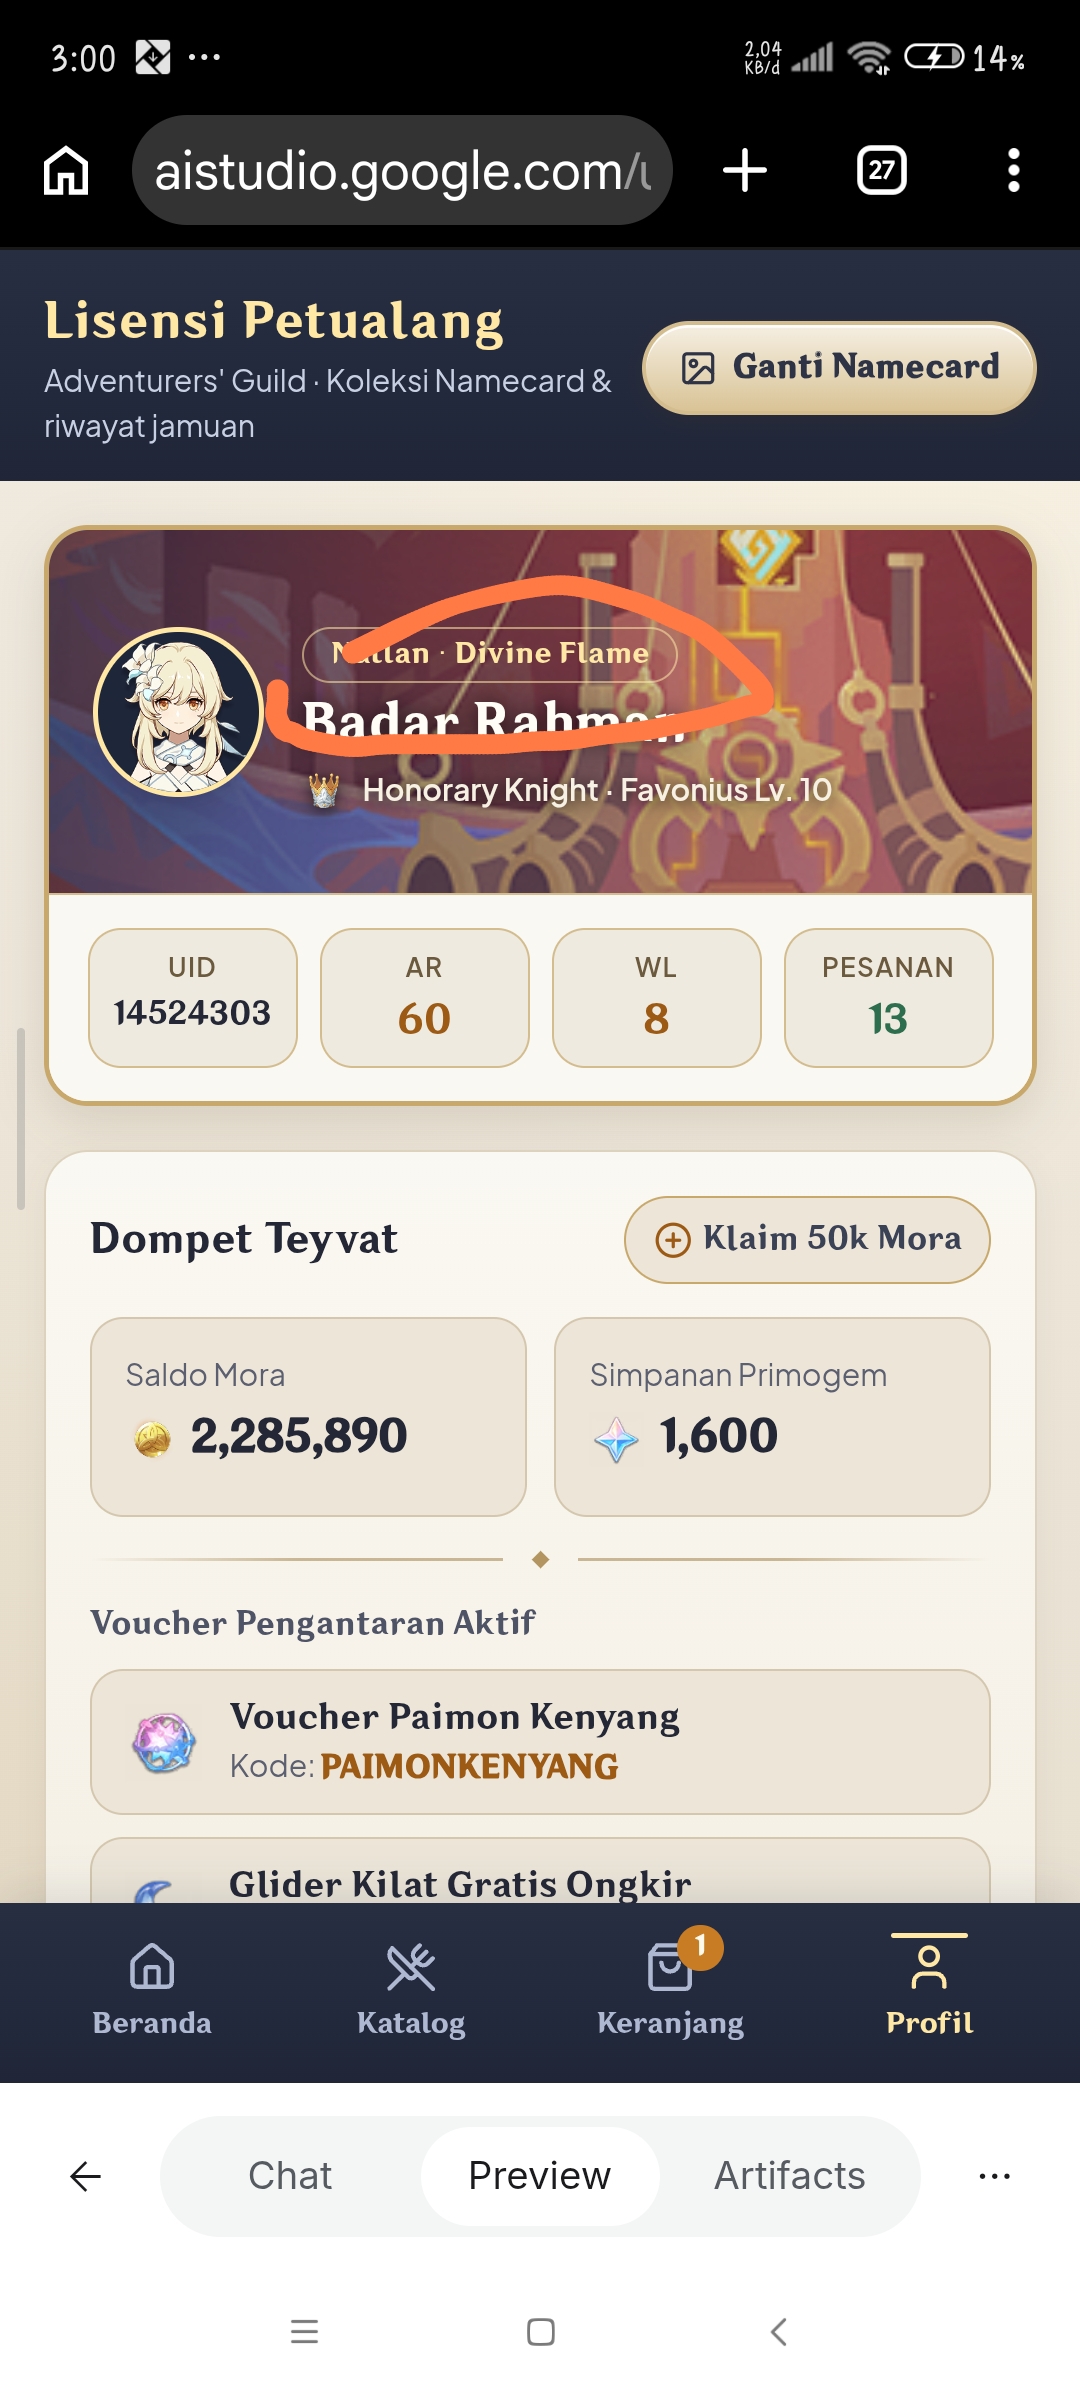 3:00
2,04
KB/d
14%
aistudio.google.com/
27
Lisensi Petualang
Adventurers' Guild · Koleksi Namecard &
riwayat jamuan
Ganti Namecard
Natlan · Divine Flame
Badar Rahman
Honorary Knight · Favonius Lv. 10
UID
14524303
AR
60
WL
8
PESANAN
13
Dompet Teyvat
Klaim 50k Mora
Saldo Mora
2,285,890
Simpanan Primogem
1,600
Voucher Pengantaran Aktif
Voucher Paimon Kenyang
Kode: PAIMONKENYANG
Glider Kilat Gratis Ongkir
Beranda
Katalog
1
Keranjang
Profil
Chat
Preview
Artifacts